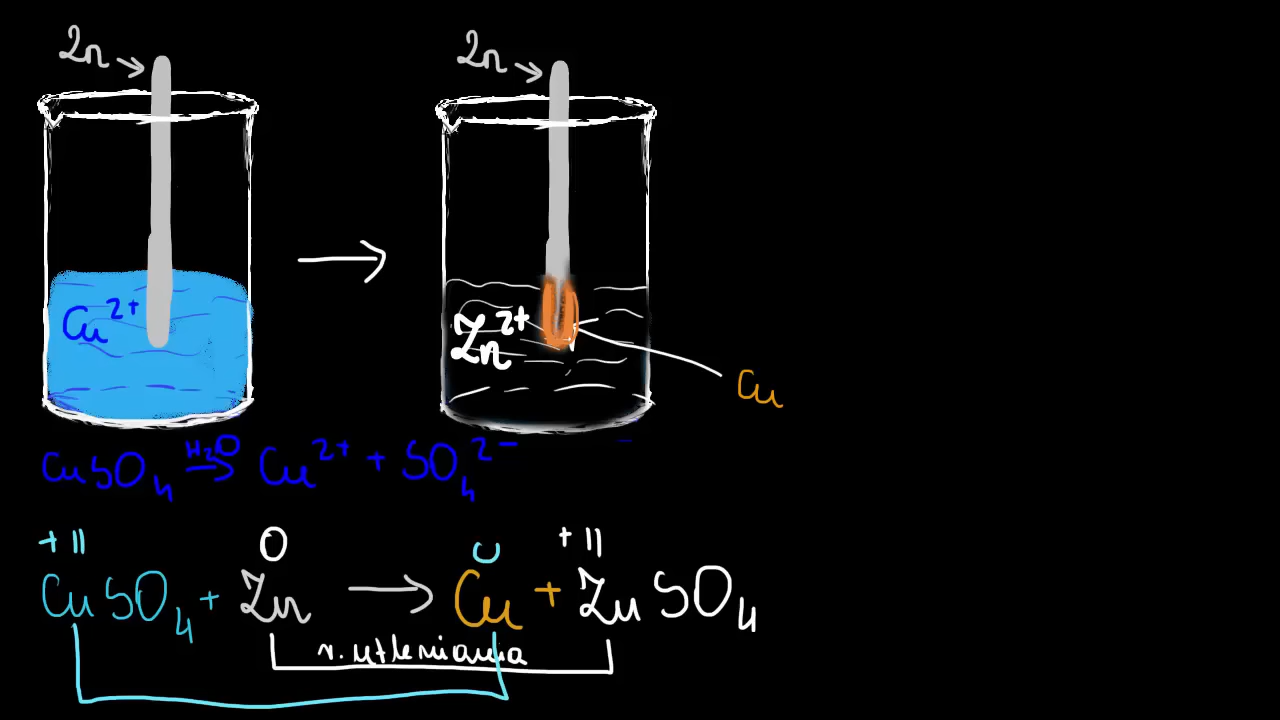 Zn → Zn →
Cu²⁺ Zn²⁺
Cu
CuSO₄ H₂O→ Cu²⁺ + SO₄²⁻
+II 0 0 +II
CuSO₄ + Zn → Cu + ZnSO₄
r. utleniania